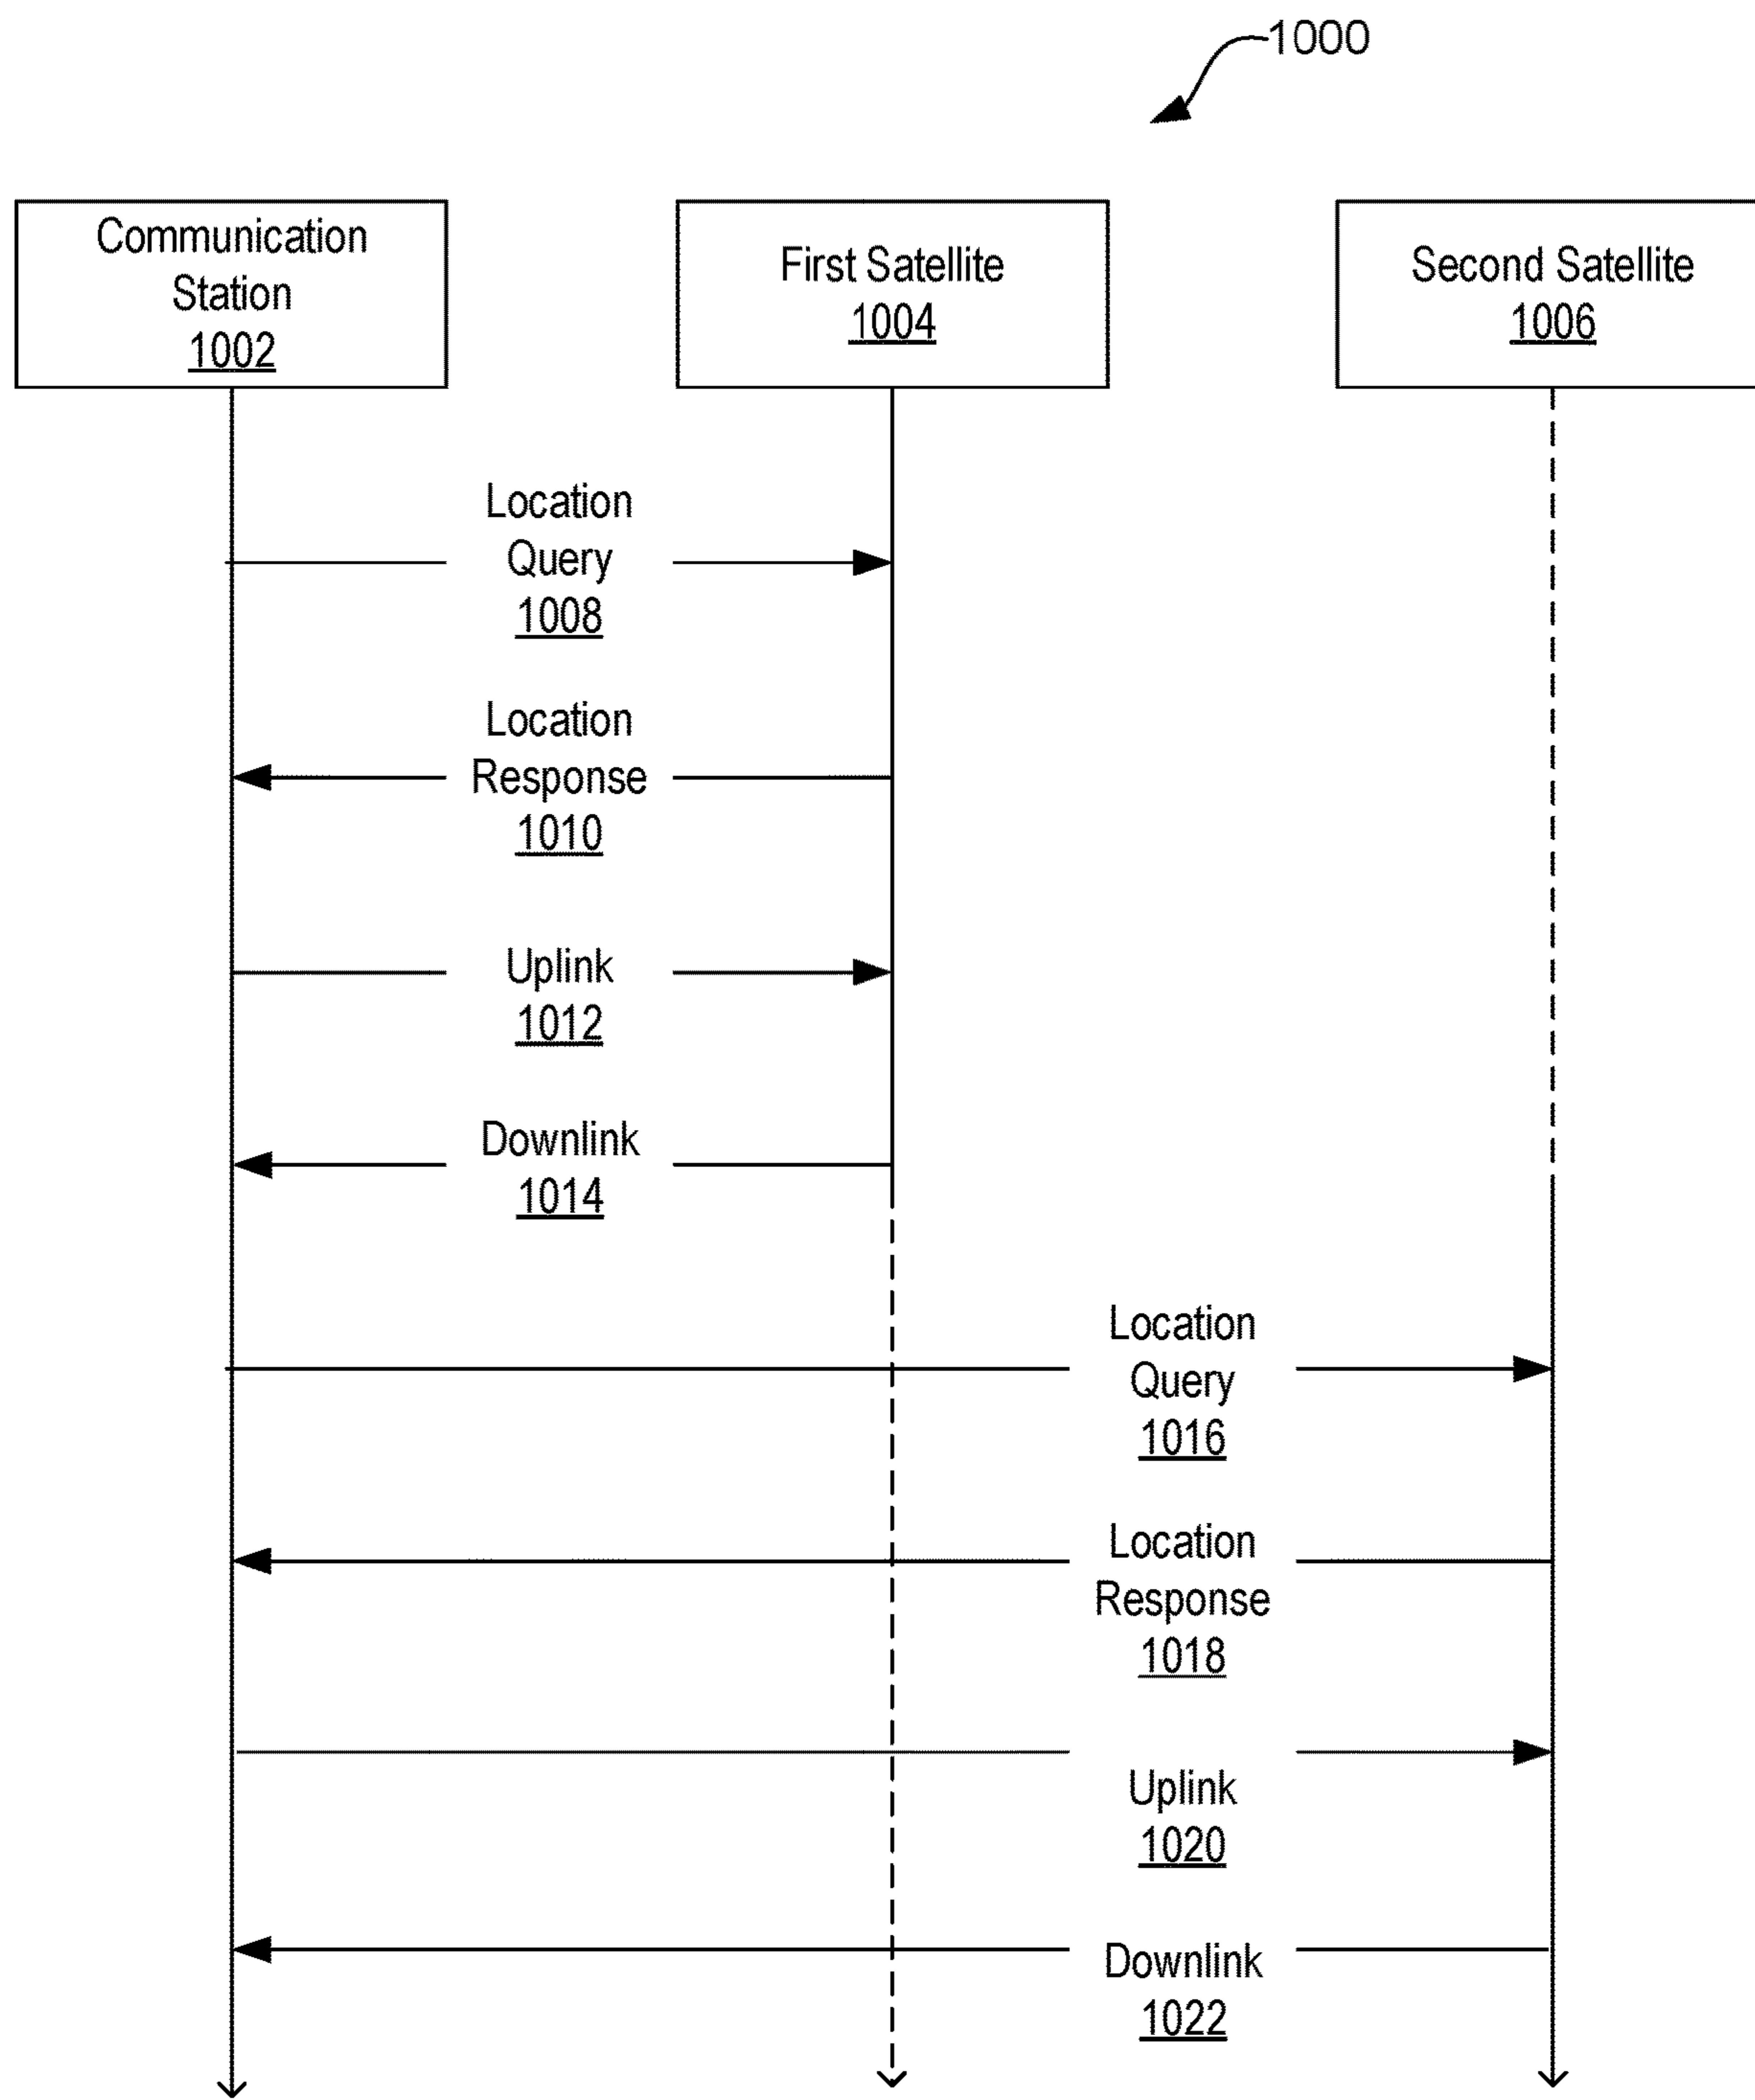 1000
Communication
Station
1002
First Satellite
1004
Second Satellite
1006
Location
Query
1008
Location
Response
1010
Uplink
1012
Downlink
1014
Location
Query
1016
Location
Response
1018
Uplink
1020
Downlink
1022